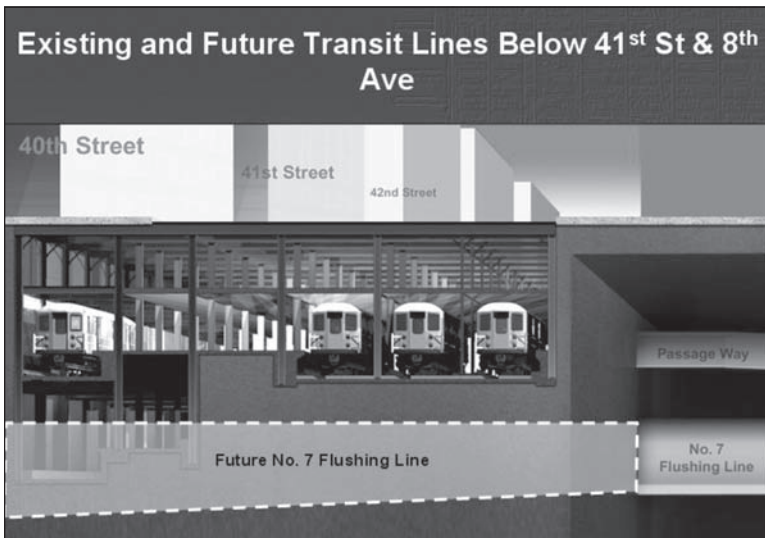 Existing and Future Transit Lines Below 41st St & 8th
Ave
40th Street
41st Street
42nd Street
Passage Way
Future No. 7 Flushing Line
No. 7
Flushing Line